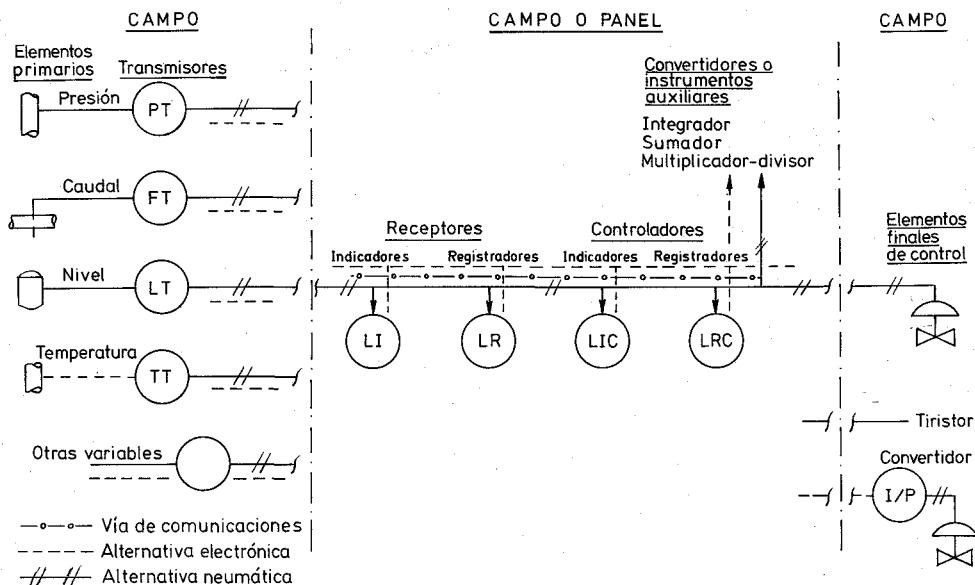 CAMPO
Elementos
primarios
Transmisores
Presión
PT
Caudal
FT
Nivel
LT
Temperatura
TT
Otras variables
Vía de comunicaciones
Alternativa electrónica
Alternativa neumática
CAMPO O PANEL
Convertidores o
instrumentos
auxiliares
Integrador
Sumador
Multiplicador-divisor
Receptores
Controladores
Indicadores
Registradores
Indicadores
Registradores
LI
LR
LIC
LRC
CAMPO
Elementos
finales
de control
Tiristor
Convertidor
I/P